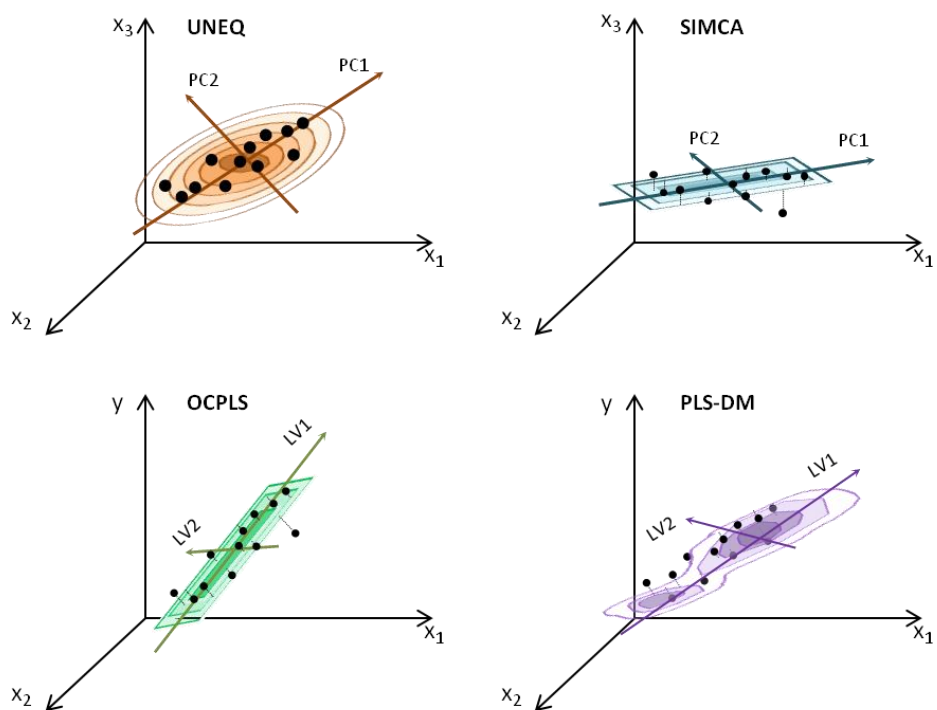 X3 UNEQ
PC2 PC1
X1
X2
X3 SIMCA
PC2 PC1
X1
X2
y OCPLS
LV1
LV2
X1
X2
y PLS-DM
LV1
LV2
X1
X2